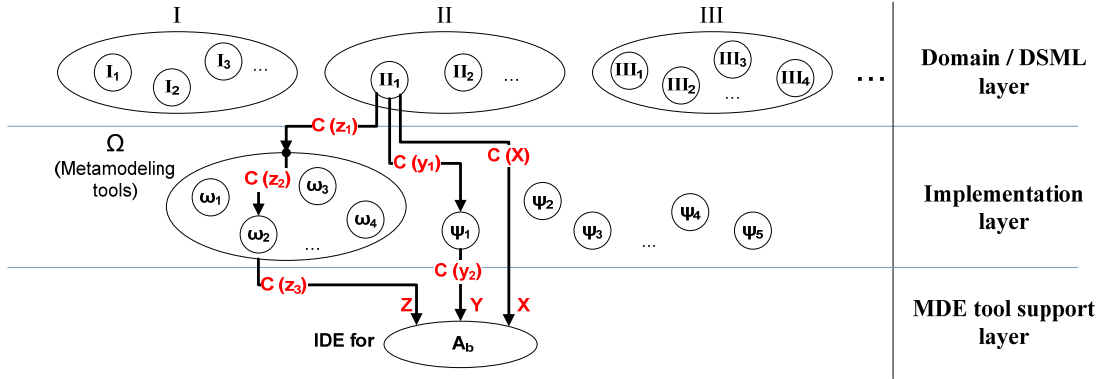 I II III
I₁ I₂ I₃ ...
II₁ II₂ ...
III₁ III₂ III₃ ... III₄
...
Domain / DSML
layer
C (z₁)
Ω
(Metamodeling
tools)
C (z₂)
ω₁ ω₂ ω₃ ω₄ ...
C (y₁)
C (X)
Ψ₁ Ψ₂ Ψ₃ ... Ψ₄ Ψ₅
Implementation
layer
C (z₃)
C (y₂)
Z Y X
IDE for
A_b
MDE tool support
layer